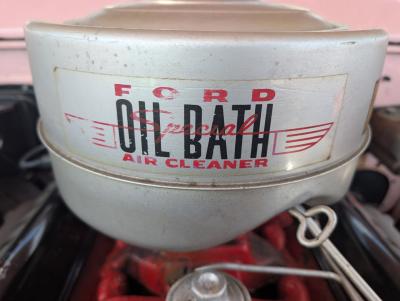 FORD
OIL BATH
Special
AIR CLEANER